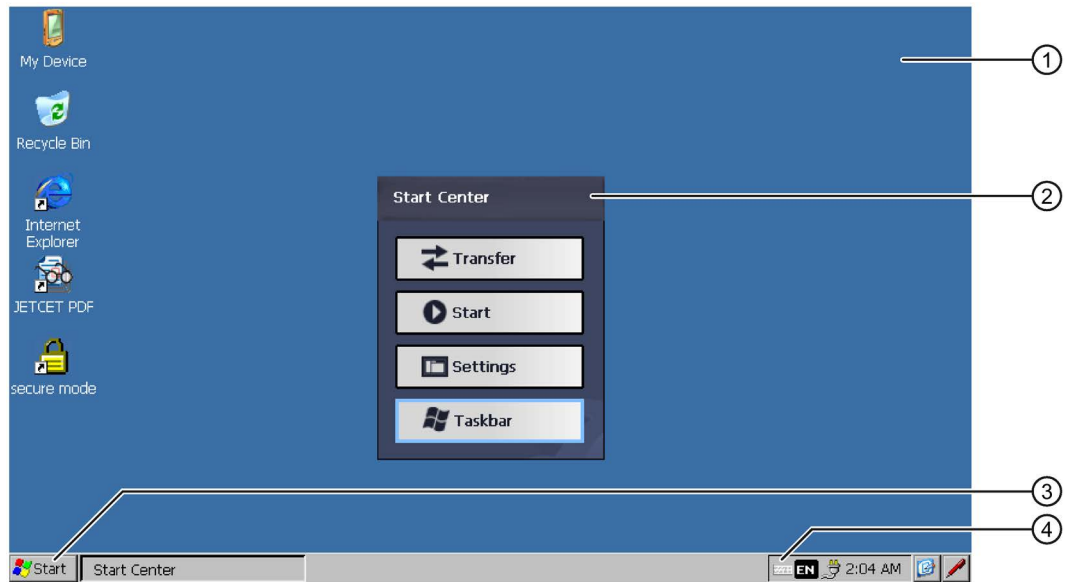 My Device
1
Recycle Bin
Start Center
2
Internet
Explorer
Transfer
JETCET PDF
Start
Settings
secure mode
Taskbar
3
4
Start
Start Center
EN
2:04 AM